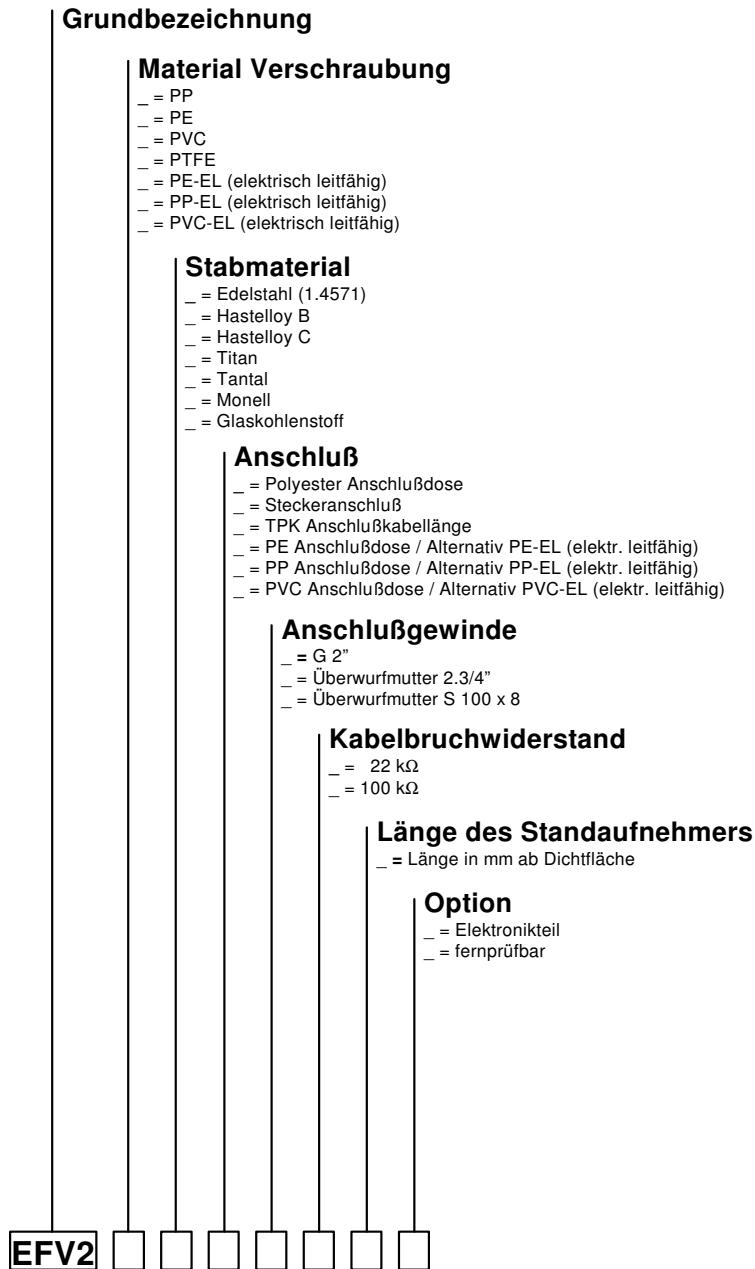 Grundbezeichnung
Material Verschraubung
_ = PP
_ = PE
_ = PVC
_ = PTFE
_ = PE-EL (elektrisch leitfähig)
_ = PP-EL (elektrisch leitfähig)
_ = PVC-EL (elektrisch leitfähig)
Stabmaterial
_ = Edelstahl (1.4571)
_ = Hastelloy B
_ = Hastelloy C
_ = Titan
_ = Tantal
_ = Monell
_ = Glaskohlenstoff
Anschluß
_ = Polyester Anschlußdose
_ = Steckeranschluß
_ = TPK Anschlußkabellänge
_ = PE Anschlußdose / Alternativ PE-EL (elektr. leitfähig)
_ = PP Anschlußdose / Alternativ PP-EL (elektr. leitfähig)
_ = PVC Anschlußdose / Alternativ PVC-EL (elektr. leitfähig)
Anschlußgewinde
_ = G 2”
_ = Überwurfmutter 2.3/4”
_ = Überwurfmutter S 100 x 8
Kabelbruchwiderstand
_ = 22 kΩ
_ = 100 kΩ
Länge des Standaufnehmers
_ = Länge in mm ab Dichtfläche
Option
_ = Elektronikteil
_ = fernprüfbar
EFV2